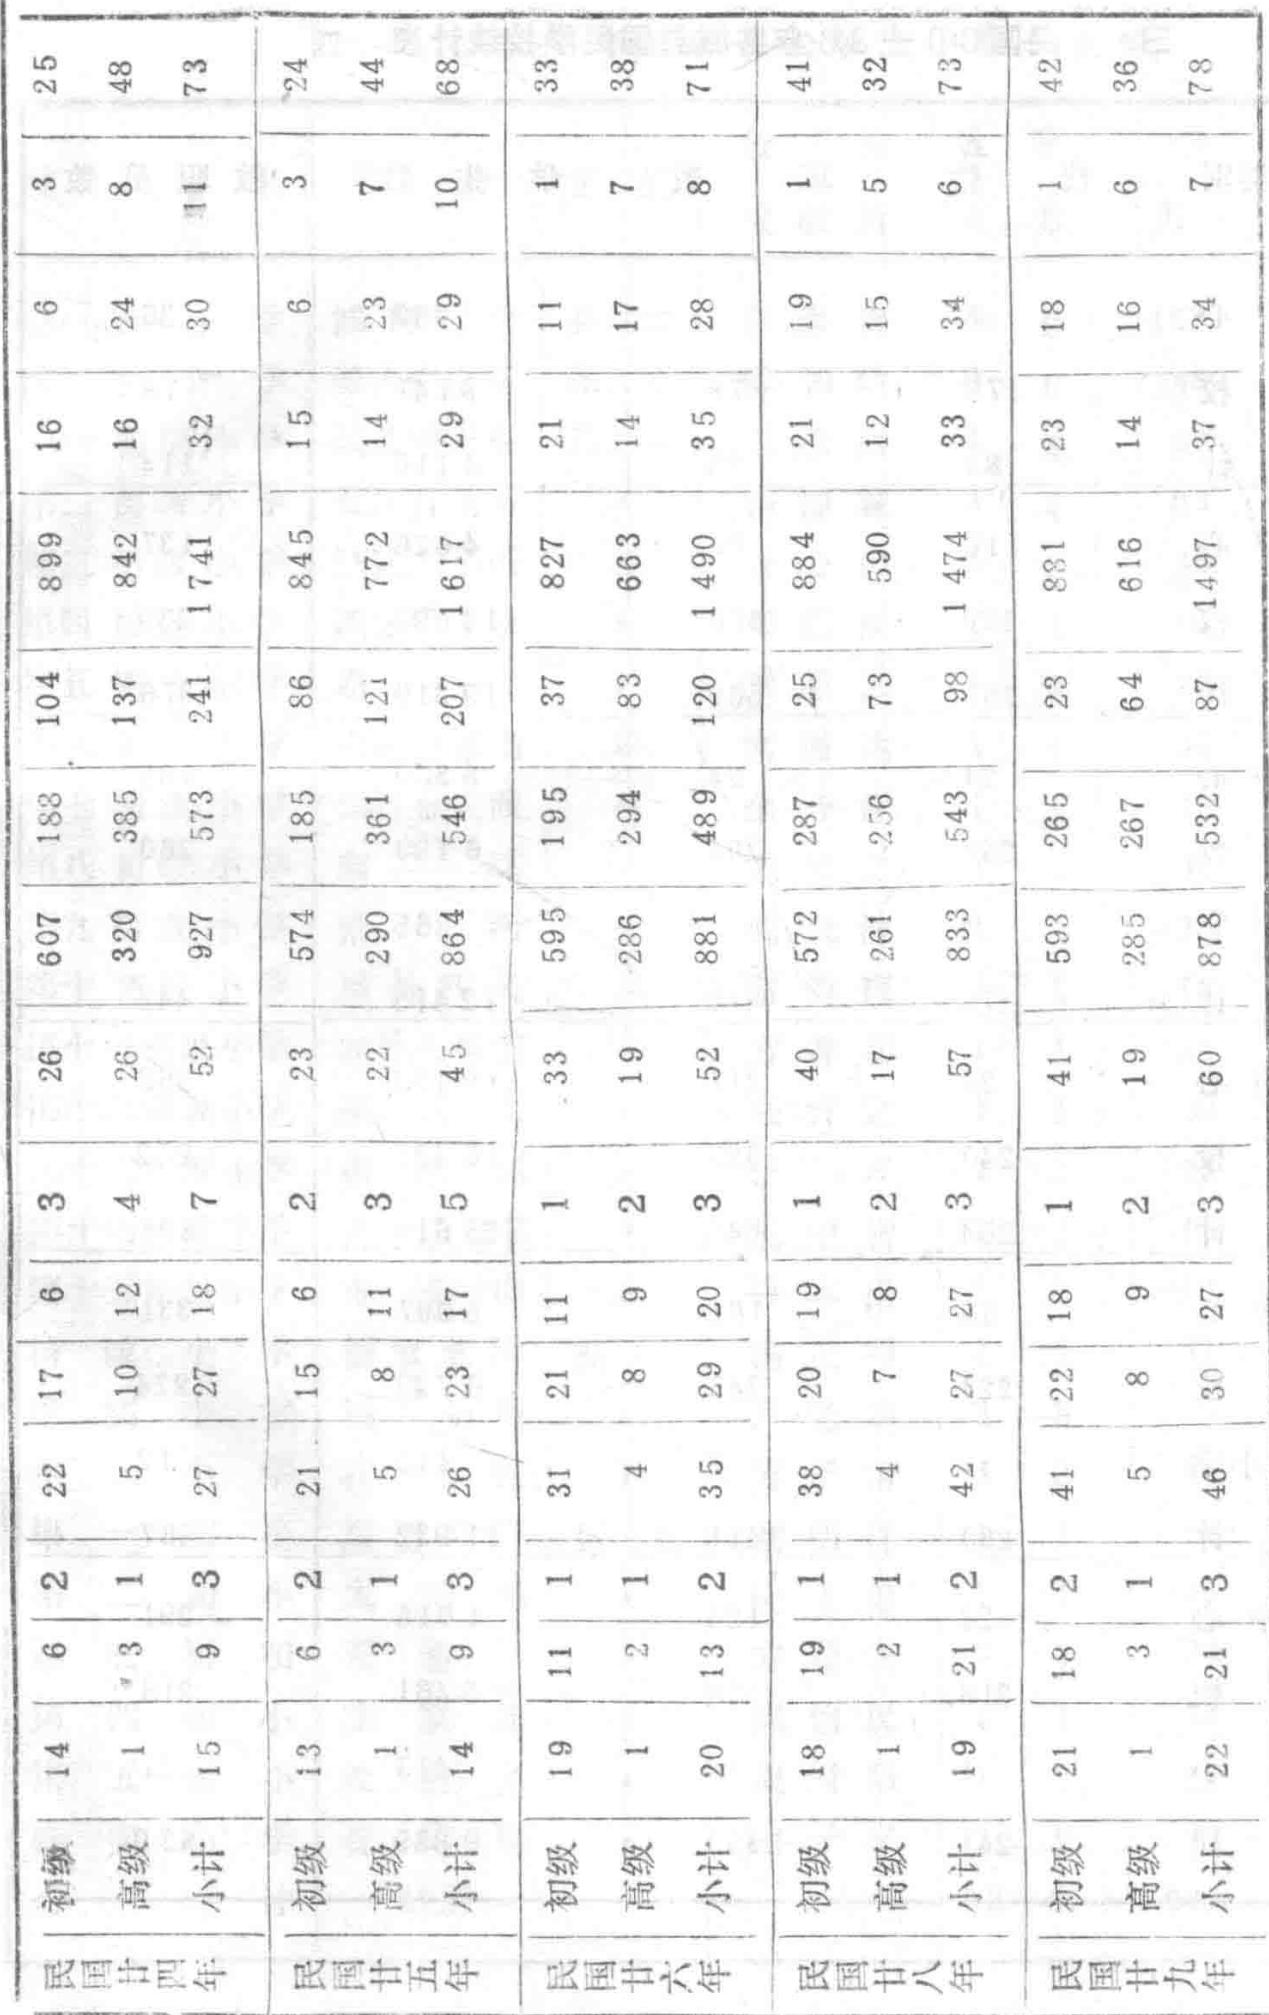 民国廿四年 初级 14 6 2 22 17 6 3 26 607 188 104 899 16 6 3 25
高级 1 3 1 5 10 12 4 26 320 385 137 842 16 24 8 48
小计 15 9 3 27 27 18 7 52 927 573 241 1741 32 30 11 73
民国廿五年 初级 13 6 2 21 15 6 2 23 574 185 86 845 15 6 3 24
高级 1 3 1 5 8 11 3 22 290 361 121 772 14 23 7 44
小计 14 9 3 26 23 17 5 45 864 546 207 1617 29 29 10 68
民国廿六年 初级 19 11 1 31 21 11 1 33 595 195 37 827 21 11 1 33
高级 1 2 1 4 8 9 2 19 286 294 83 663 14 17 7 38
小计 20 13 2 35 29 20 3 52 881 489 120 1490 35 28 8 71
民国廿八年 初级 18 19 1 38 20 19 1 40 572 287 25 884 21 19 1 41
高级 1 2 1 4 7 8 2 17 261 256 73 590 12 15 5 32
小计 19 21 2 42 27 27 3 57 833 543 98 1474 33 34 6 73
民国廿九年 初级 21 18 2 41 22 18 1 41 593 265 23 881 23 18 1 42
高级 1 3 1 5 8 9 2 19 285 267 64 616 14 16 6 36
小计 22 21 3 46 30 27 3 60 878 532 87 1497 37 34 7 78